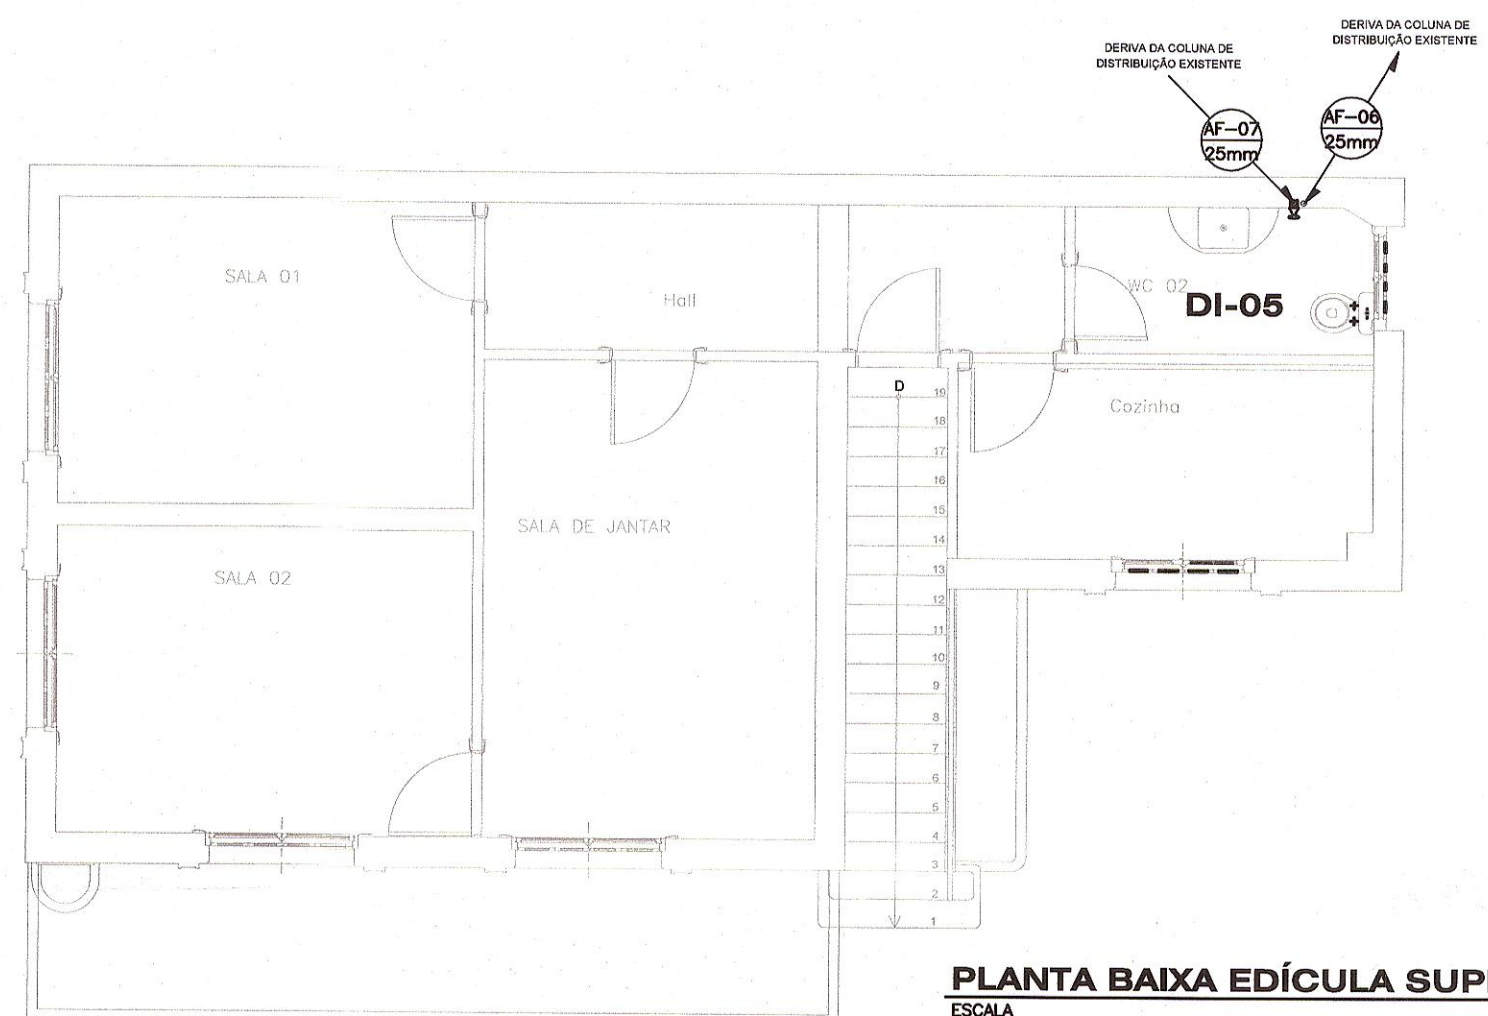 DERIVA DA COLUNA DE
DISTRIBUIÇÃO EXISTENTE
DERIVA DA COLUNA DE
DISTRIBUIÇÃO EXISTENTE
AF-07
25mm
AF-06
25mm
SALA 01
Hall
WC 02
DI-05
D
Cozinha
19
18
17
16
15
14
13
12
11
10
9
8
7
6
5
4
3
2
1
SALA DE JANTAR
SALA 02
PLANTA BAIXA EDÍCULA SUP
ESCALA